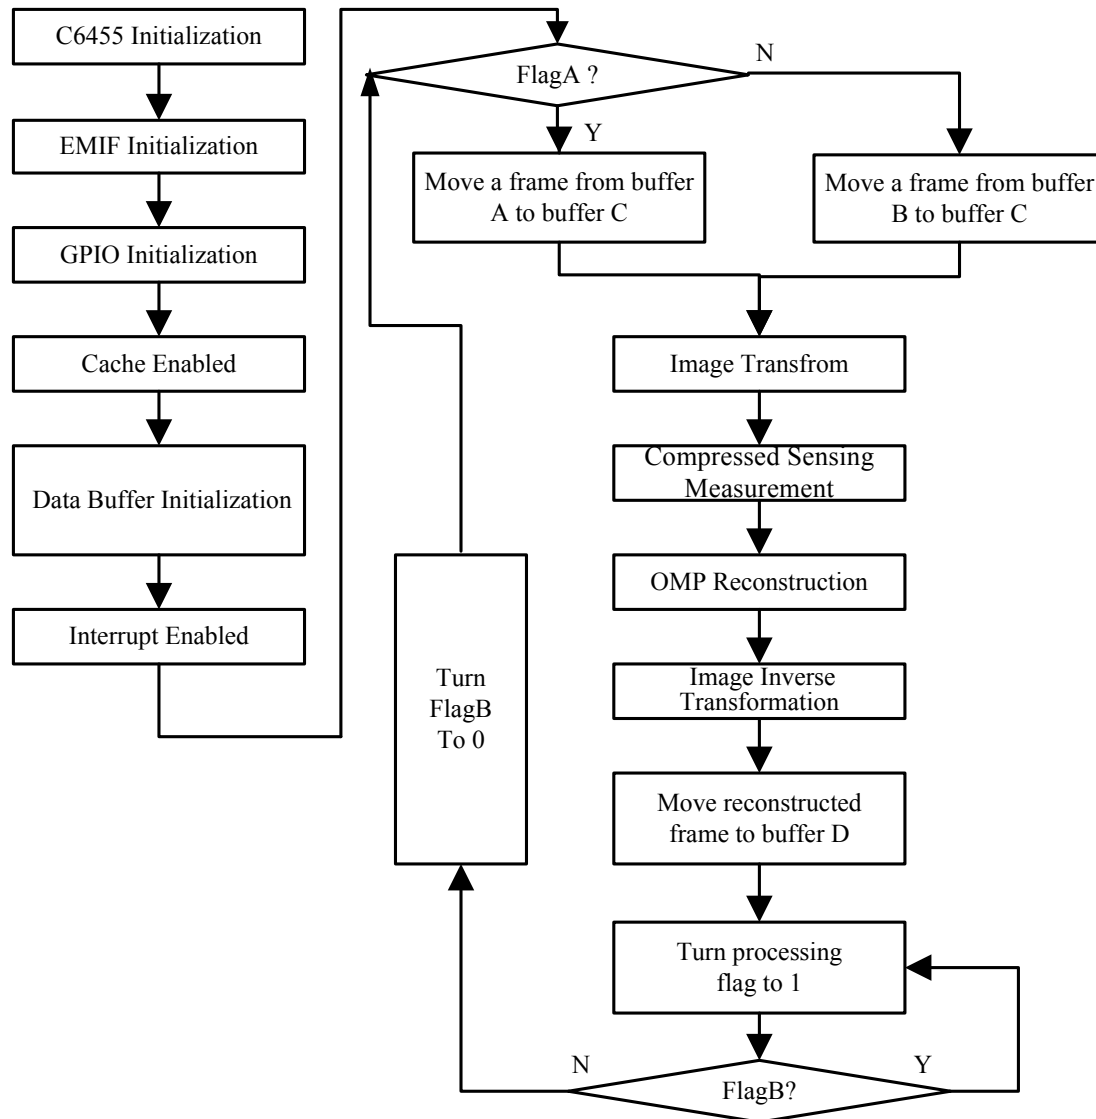 C6455 Initialization
EMIF Initialization
GPIO Initialization
Cache Enabled
Data Buffer Initialization
Interrupt Enabled
FlagA ?
N
Y
Move a frame from buffer
A to buffer C
Move a frame from buffer
B to buffer C
Image Transfrom
Compressed Sensing
Measurement
OMP Reconstruction
Image Inverse
Transformation
Move reconstructed
frame to buffer D
Turn processing
flag to 1
FlagB?
N
Y
Turn
FlagB
To 0